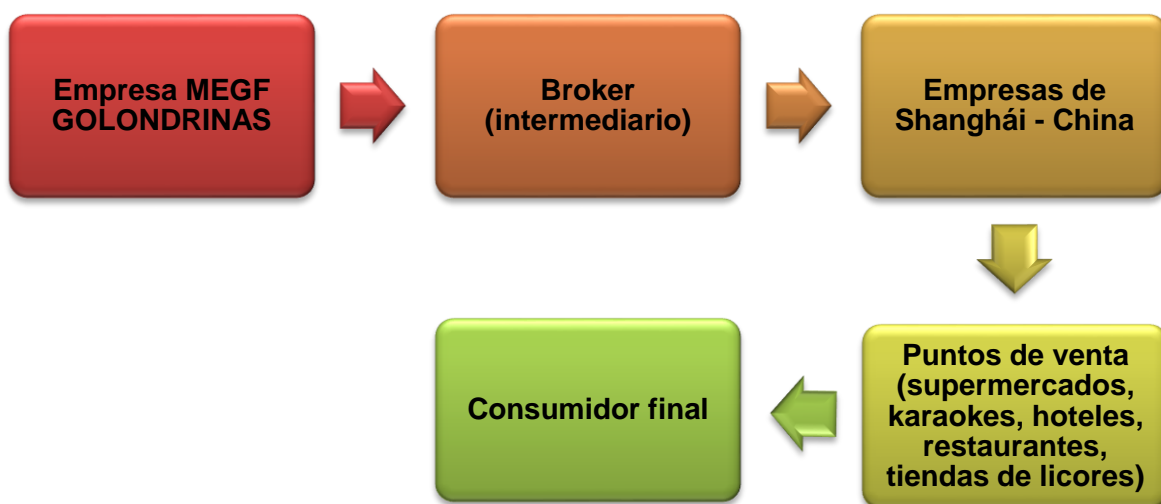 Empresa MEGF
GOLONDRINAS
Broker
(intermediario)
Empresas de
Shanghái - China
Puntos de venta
(supermercados,
karaokes, hoteles,
restaurantes,
tiendas de licores)
Consumidor final